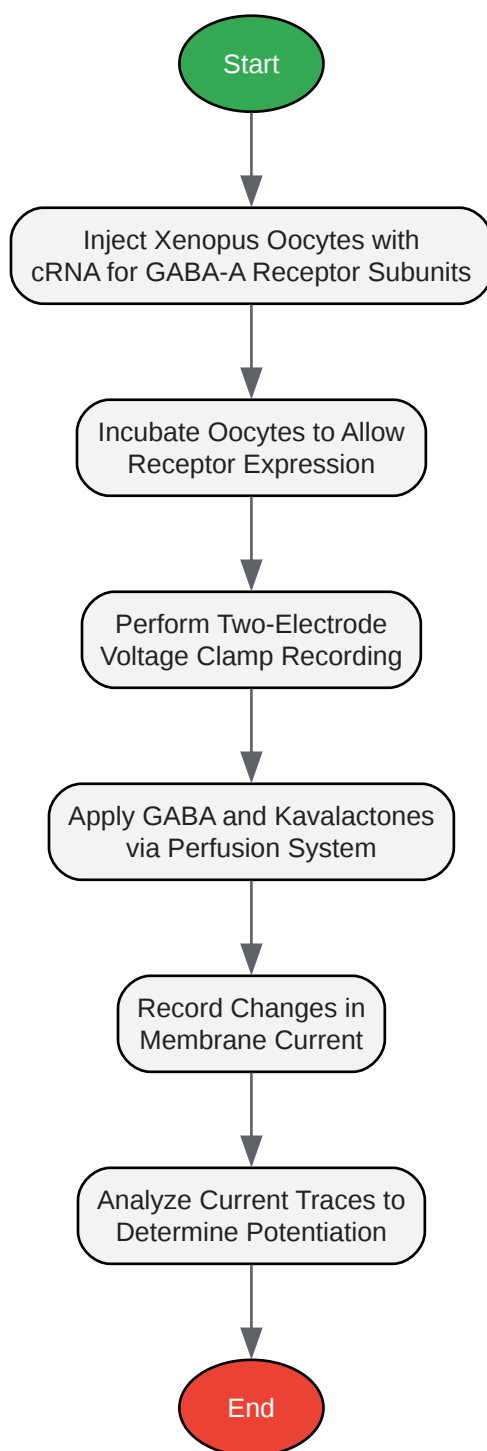 Start
Inject Xenopus Oocytes with
cRNA for GABA-A Receptor Subunits
Incubate Oocytes to Allow
Receptor Expression
Perform Two-Electrode
Voltage Clamp Recording
Apply GABA and Kavalactones
via Perfusion System
Record Changes in
Membrane Current
Analyze Current Traces to
Determine Potentiation
End